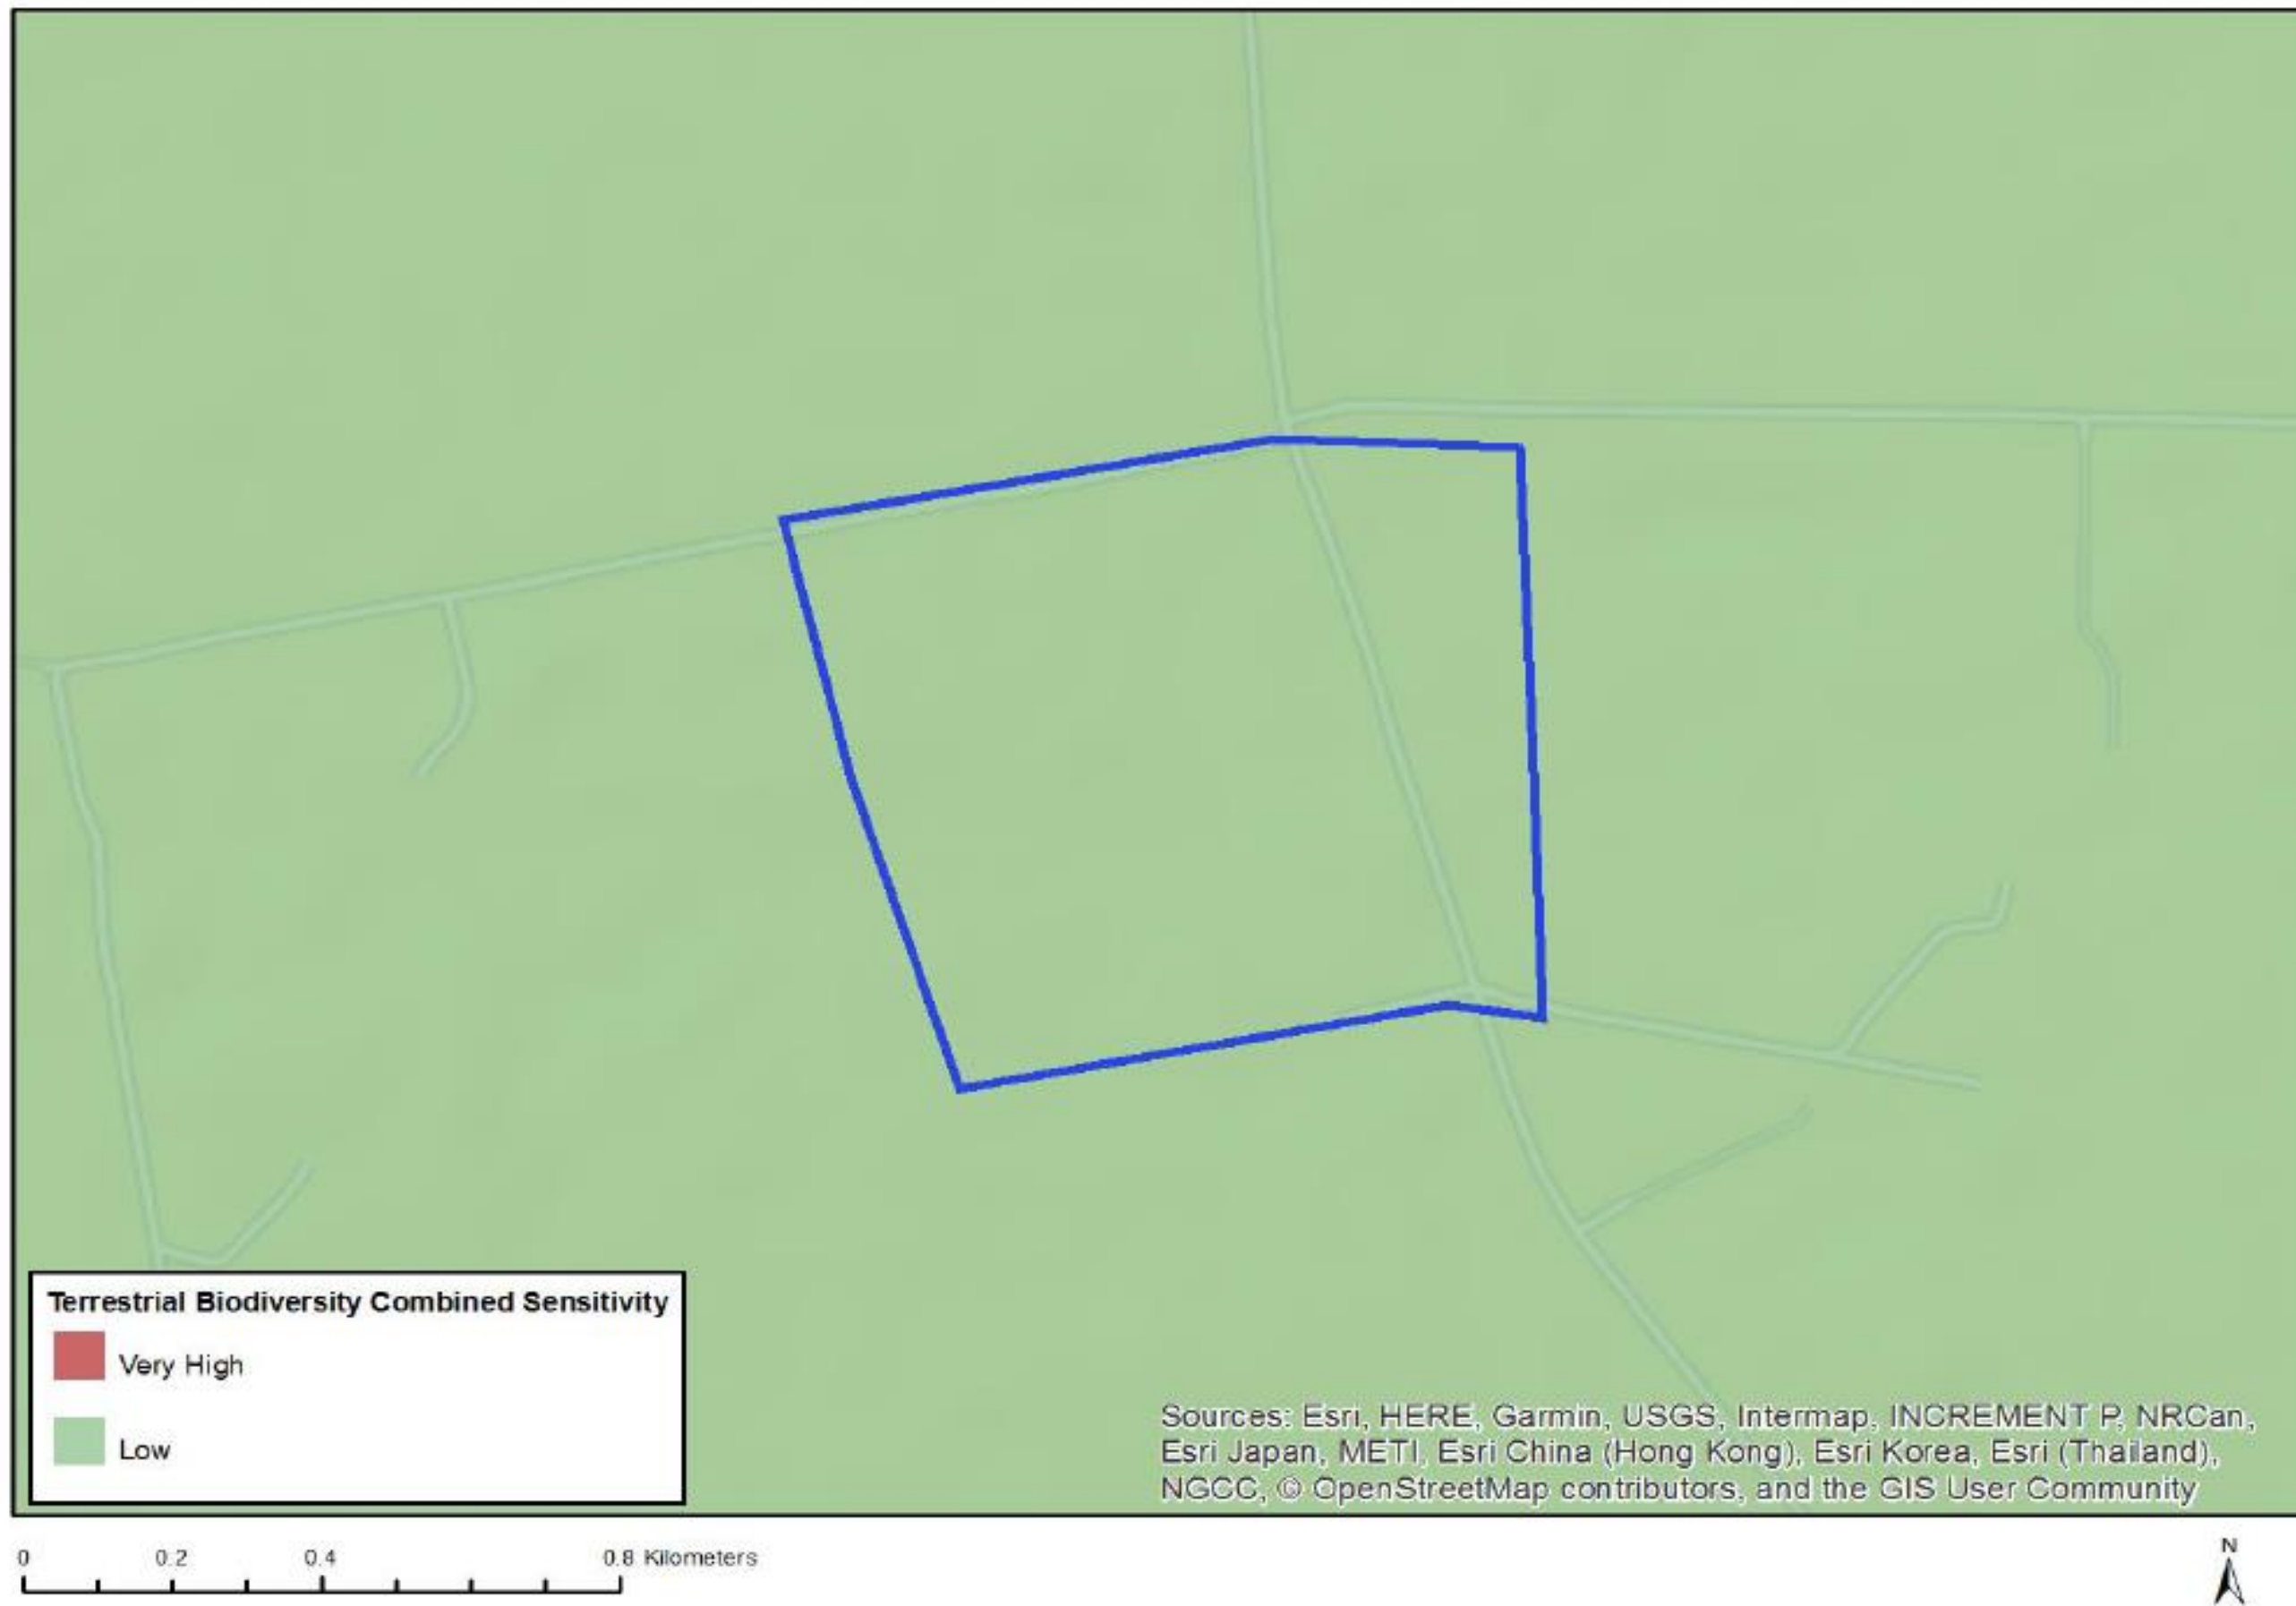 Terrestrial Biodiversity Combined Sensitivity
Very High
Low
Sources: Esri, HERE, Garmin, USGS, Intermap, INCREMENT P, NRCan,
Esri Japan, METI, Esri China (Hong Kong), Esri Korea, Esri (Thailand),
NGCC, © OpenStreetMap contributors, and the GIS User Community
0 0.2 0.4 0.8 Kilometers
N